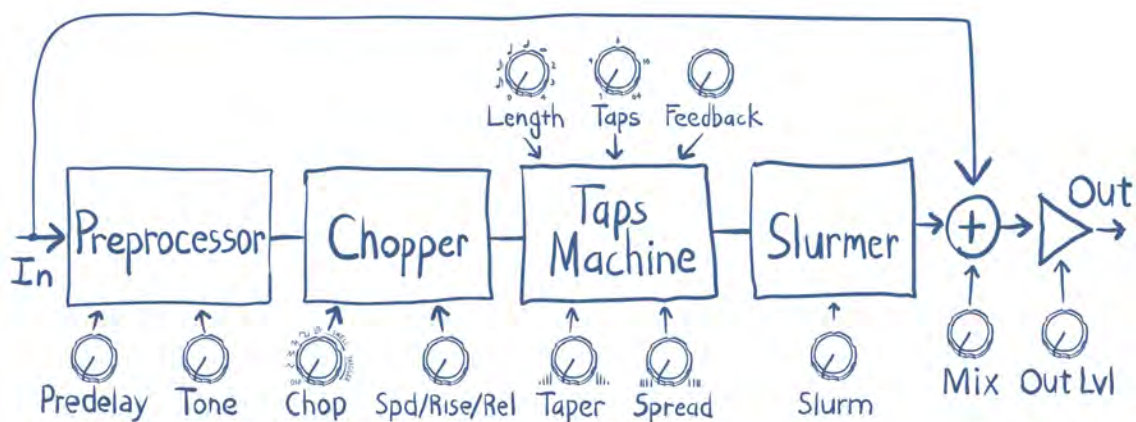 Length Taps Feedback
Out
Preprocessor
Chopper
Taps
Machine
Slurmer
+
In
Predelay Tone Chop Spd/Rise/Rel Taper Spread Slurm Mix Out Lvl